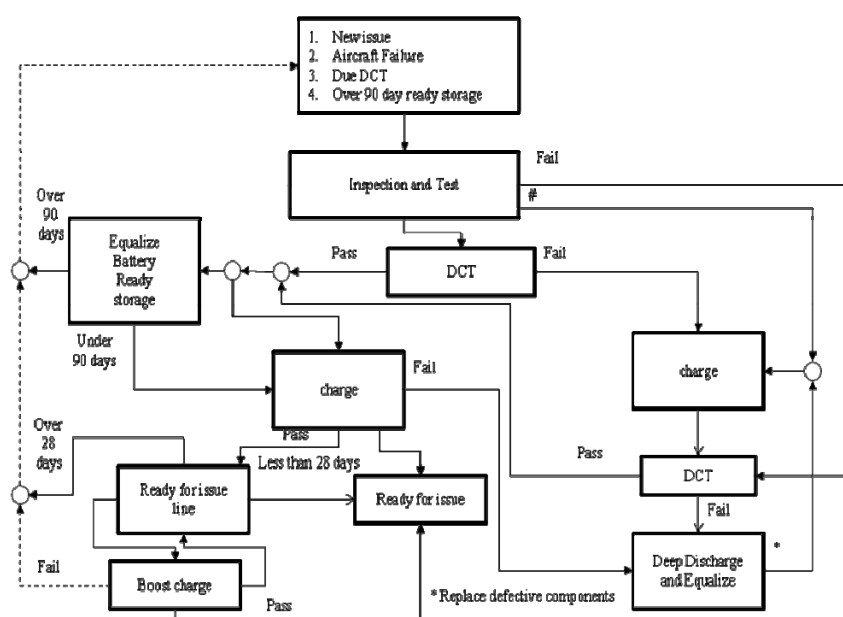 1. New issue
2. Aircraft Failure
3. Due DCT
4. Over 90 day ready storage
Fail
Inspection and Test
#
Over
90
days
Equalize
Battery
Ready
storage
Pass
DCT
Fail
Under
90 days
charge
Fail
charge
Over
28
days
Pass
Less than 28 days
Pass
DCT
Ready for issue
line
Ready for issue
Fail
Deep Discharge
and Equalize
*
Fail
Boost charge
Pass
* Replace defective components